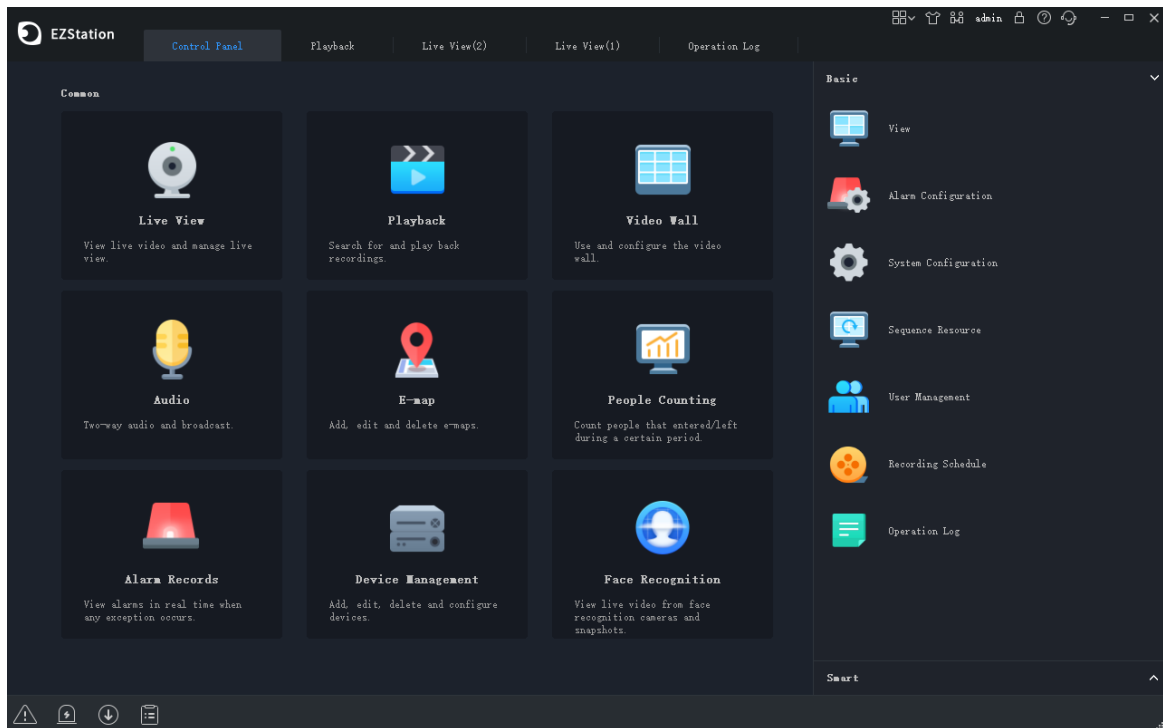 EZStation
admin
Control Panel
Playback
Live View(2)
Live View(1)
Operation Log
Common
Live View
View live video and manage live
view.
Playback
Search for and play back
recordings.
Video Wall
Use and configure the video
wall.
Audio
Two-way audio and broadcast.
E-map
Add, edit and delete e-maps.
People Counting
Count people that entered/left
during a certain period.
Alarm Records
View alarms in real time when
any exception occurs.
Device Management
Add, edit, delete and configure
devices.
Face Recognition
View live video from face
recognition cameras and
snapshots.
Basic
View
Alarm Configuration
System Configuration
Sequence Resource
User Management
Recording Schedule
Operation Log
Smart